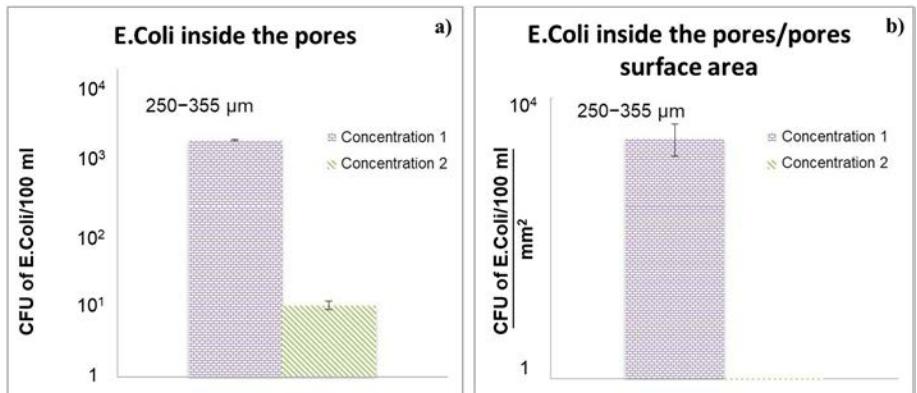 E.Coli inside the pores
a)
CFU of E.Coli/100 ml
10⁴
10³
10²
10¹
1
250–355 µm
Concentration 1
Concentration 2
E.Coli inside the pores/pores
surface area
b)
CFU of E.Coli/100 ml
mm²
10⁴
1
250–355 µm
Concentration 1
Concentration 2